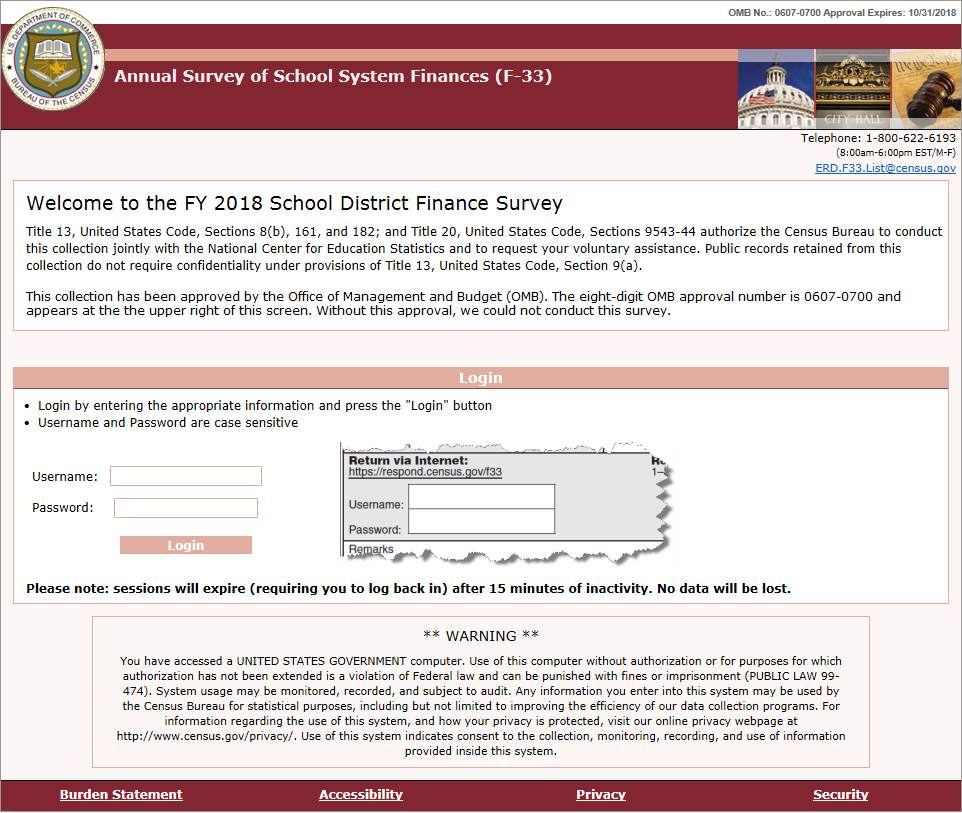 OMB No.: 0607-0700 Approval Expires: 10/31/2018
U.S. DEPARTMENT OF COMMERCE
BUREAU OF THE CENSUS
Annual Survey of School System Finances (F-33)
CITY HALL
Telephone: 1-800-622-6193
(8:00am-6:00pm EST/M-F)
ERD.F33.List@census.gov
Welcome to the FY 2018 School District Finance Survey
Title 13, United States Code, Sections 8(b), 161, and 182; and Title 20, United States Code, Sections 9543-44 authorize the Census Bureau to conduct
this collection jointly with the National Center for Education Statistics and to request your voluntary assistance. Public records retained from this
collection do not require confidentiality under provisions of Title 13, United States Code, Section 9(a).
This collection has been approved by the Office of Management and Budget (OMB). The eight-digit OMB approval number is 0607-0700 and
appears at the the upper right of this screen. Without this approval, we could not conduct this survey.
Login
• Login by entering the appropriate information and press the "Login" button
• Username and Password are case sensitive
Username:
Password:
Login
Return via Internet:
https://respond.census.gov/f33
Username:
Password:
Remarks
Please note: sessions will expire (requiring you to log back in) after 15 minutes of inactivity. No data will be lost.
** WARNING **
You have accessed a UNITED STATES GOVERNMENT computer. Use of this computer without authorization or for purposes for which
authorization has not been extended is a violation of Federal law and can be punished with fines or imprisonment (PUBLIC LAW 99-
474). System usage may be monitored, recorded, and subject to audit. Any information you enter into this system may be used by
the Census Bureau for statistical purposes, including but not limited to improving the efficiency of our data collection programs. For
information regarding the use of this system, and how your privacy is protected, visit our online privacy webpage at
http://www.census.gov/privacy/. Use of this system indicates consent to the collection, monitoring, recording, and use of information
provided inside this system.
Burden Statement
Accessibility
Privacy
Security